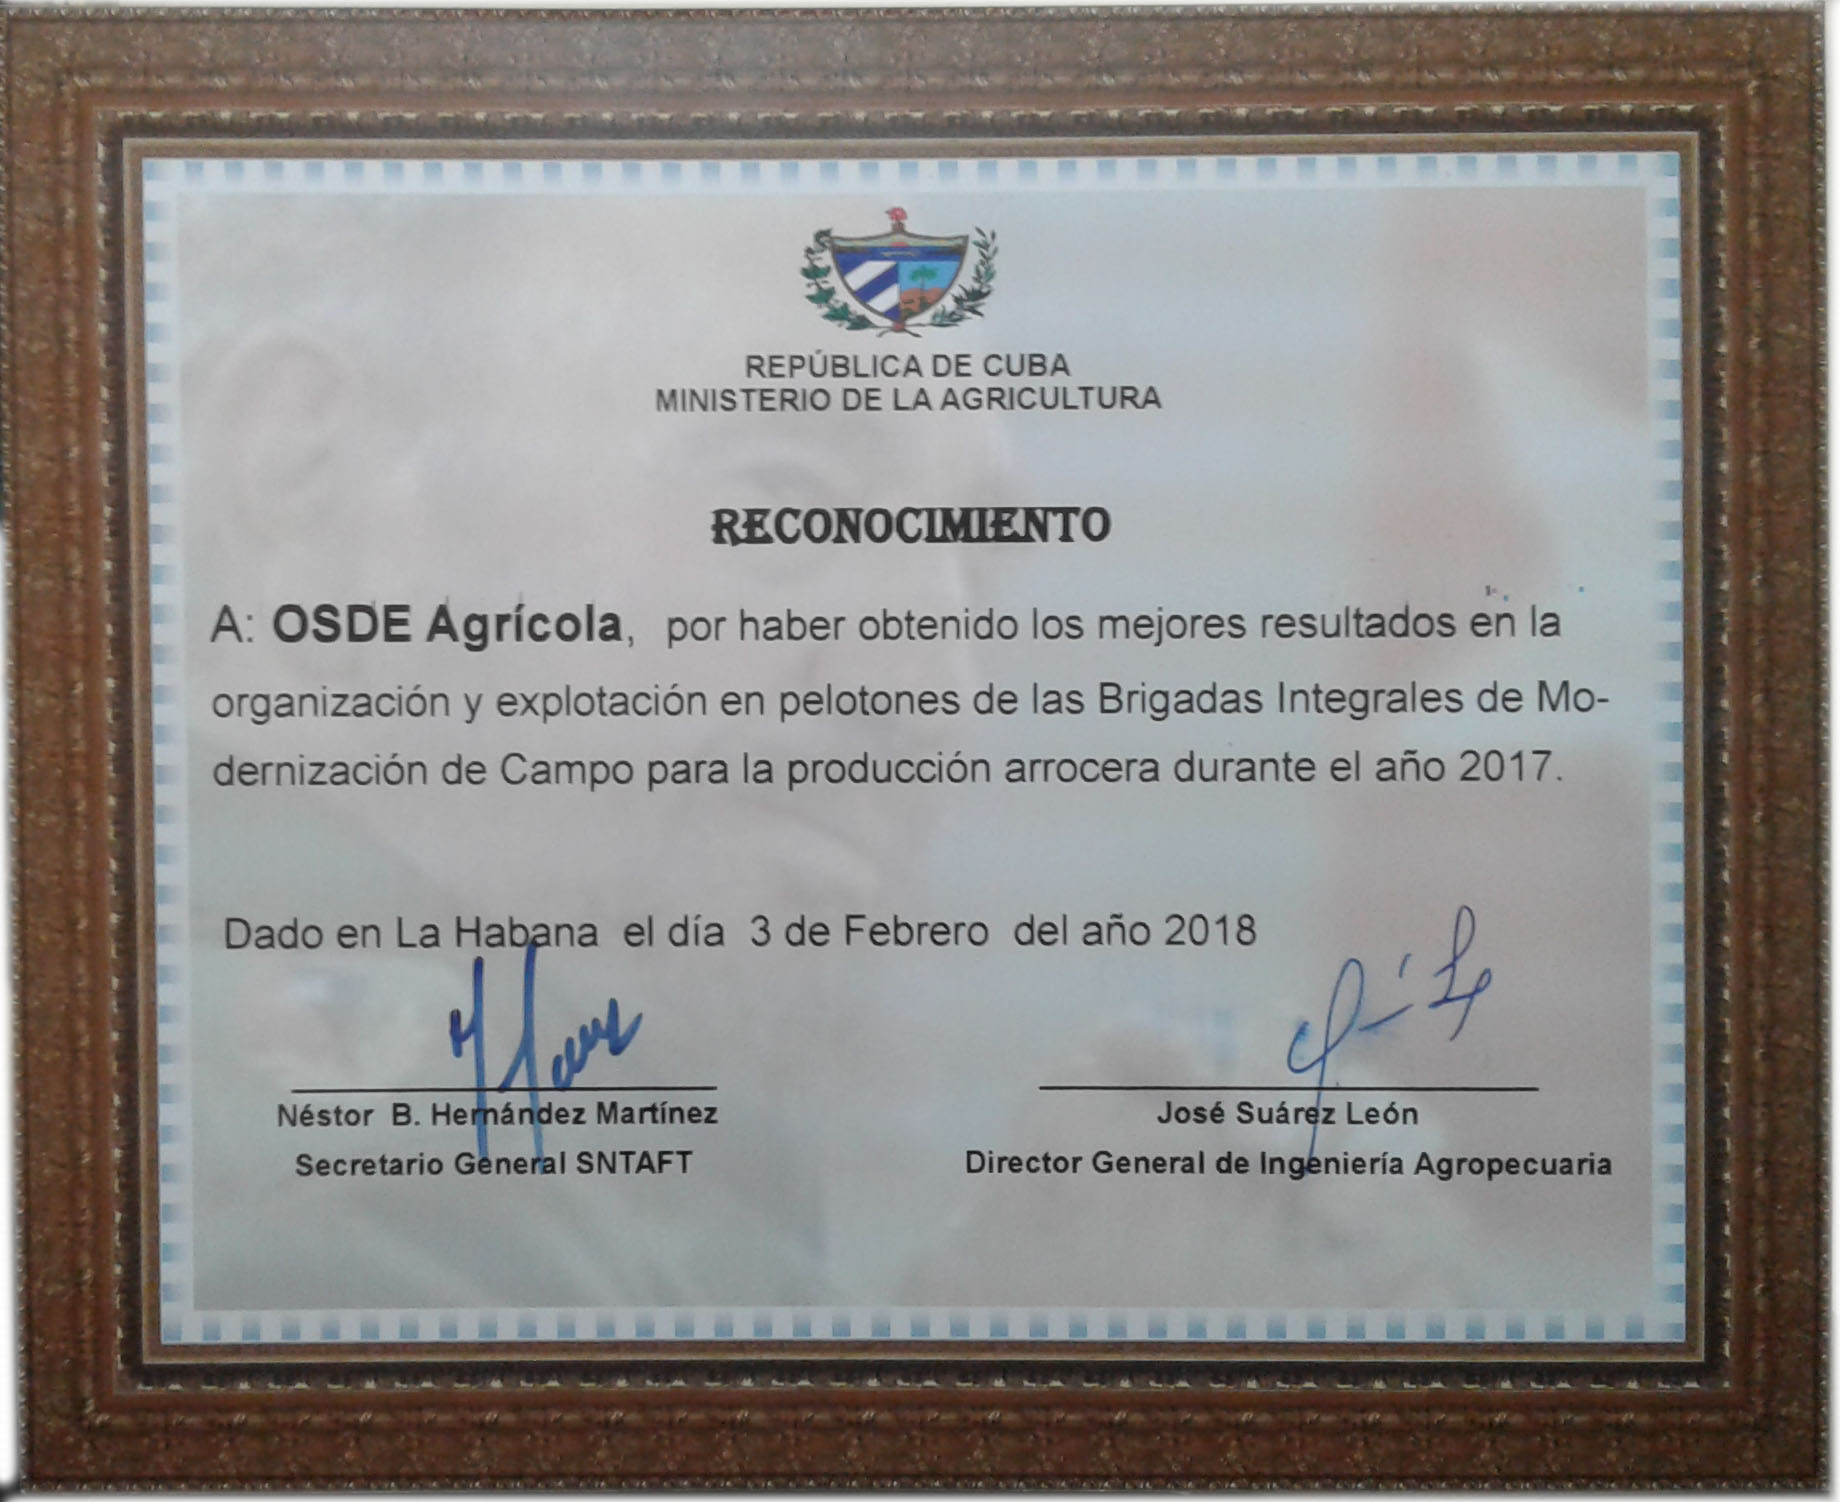 REPÚBLICA DE CUBA
MINISTERIO DE LA AGRICULTURA
RECONOCIMIENTO
A: OSDE Agrícola, por haber obtenido los mejores resultados en la
organización y explotación en pelotones de las Brigadas Integrales de Mo-
dernización de Campo para la producción arrocera durante el año 2017.
Dado en La Habana el día 3 de Febrero del año 2018
Néstor B. Hernández Martínez
José Suárez León
Secretario General SNTAFT
Director General de Ingeniería Agropecuaria